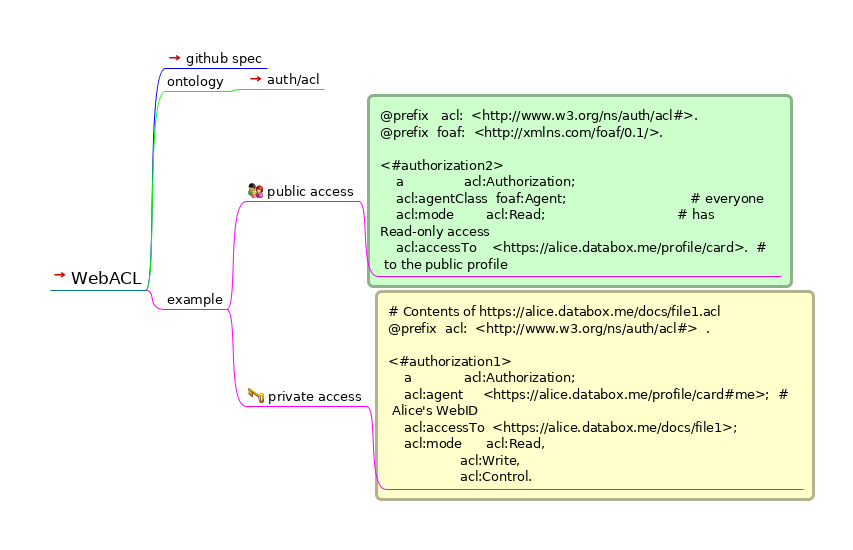 WebACL
github spec
ontology
auth/acl
example
public access
@prefix   acl:  <http://www.w3.org/ns/auth/acl#>.
@prefix  foaf:  <http://xmlns.com/foaf/0.1/>.
<#authorization2>
a               acl:Authorization;
acl:agentClass  foaf:Agent;                               # everyone
acl:mode        acl:Read;                                 # has
Read-only access
acl:accessTo    <https://alice.databox.me/profile/card>.  #
to the public profile
private access
# Contents of https://alice.databox.me/docs/file1.acl
@prefix  acl:  <http://www.w3.org/ns/auth/acl#>  .
<#authorization1>
a             acl:Authorization;
acl:agent     <https://alice.databox.me/profile/card#me>;  #
Alice's WebID
acl:accessTo  <https://alice.databox.me/docs/file1>;
acl:mode      acl:Read,
acl:Write,
acl:Control.